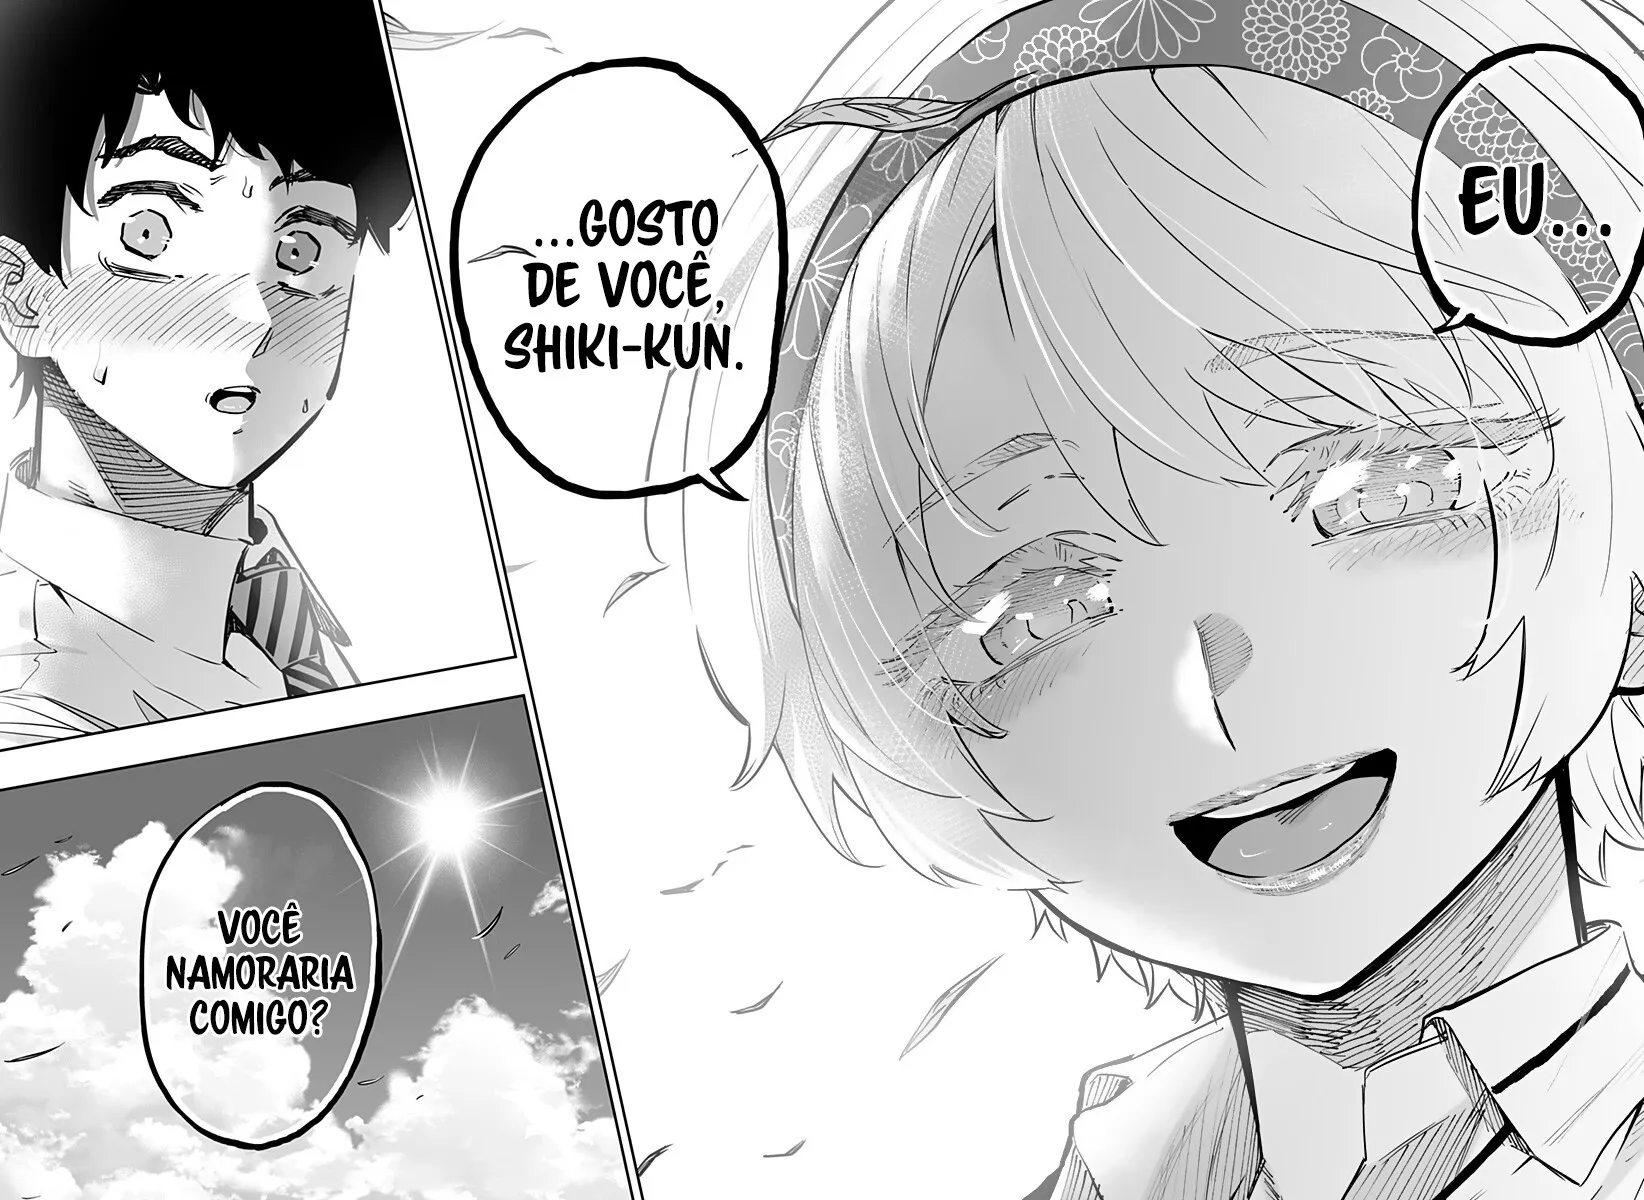 EU...
...GOSTO
DE VOCÊ,
SHIKI-KUN.
VOCÊ
NAMORARIA
COMIGO?